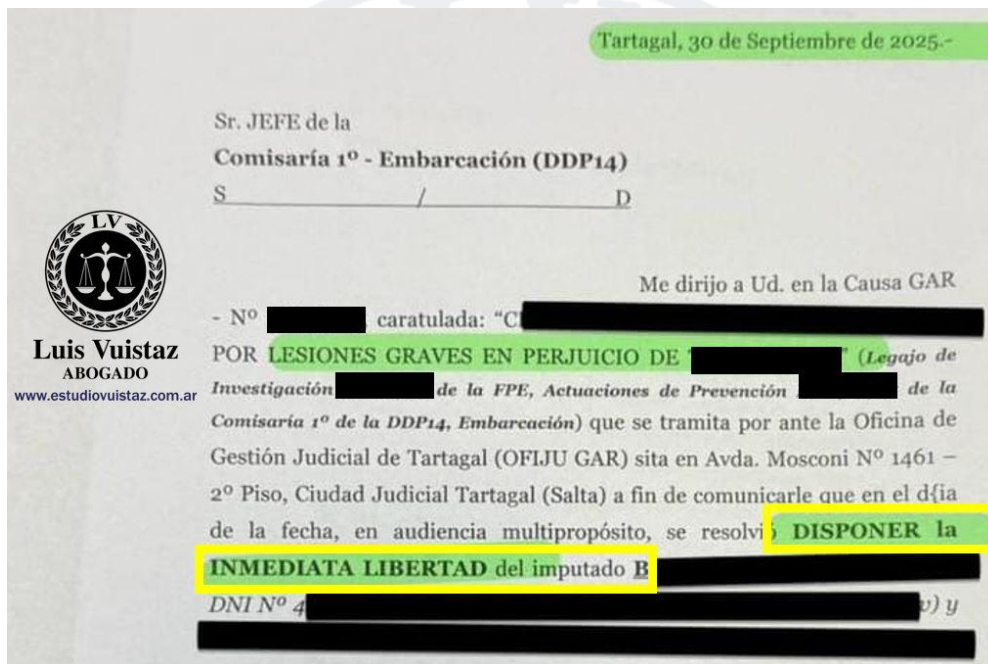 Tartagal, 30 de Septiembre de 2025.-
Sr. JEFE de la
Comisaría 1º - Embarcación (DDP14)
S / D
Me dirijo a Ud. en la Causa GAR
- Nº caratulada: "C
POR LESIONES GRAVES EN PERJUICIO DE " " (Legajo de
Investigación de la FPE, Actuaciones de Prevención de la
Comisaría 1º de la DDP14, Embarcación) que se tramita por ante la Oficina de
Gestión Judicial de Tartagal (OFIJU GAR) sita en Avda. Mosconi Nº 1461 –
2º Piso, Ciudad Judicial Tartagal (Salta) a fin de comunicarle que en el d{ia
de la fecha, en audiencia multipropósito, se resolvió DISPONER la
INMEDIATA LIBERTAD del imputado B
DNI Nº 4 v) y
LV
Luis Vuistaz
ABOGADO
www.estudiovuistaz.com.ar